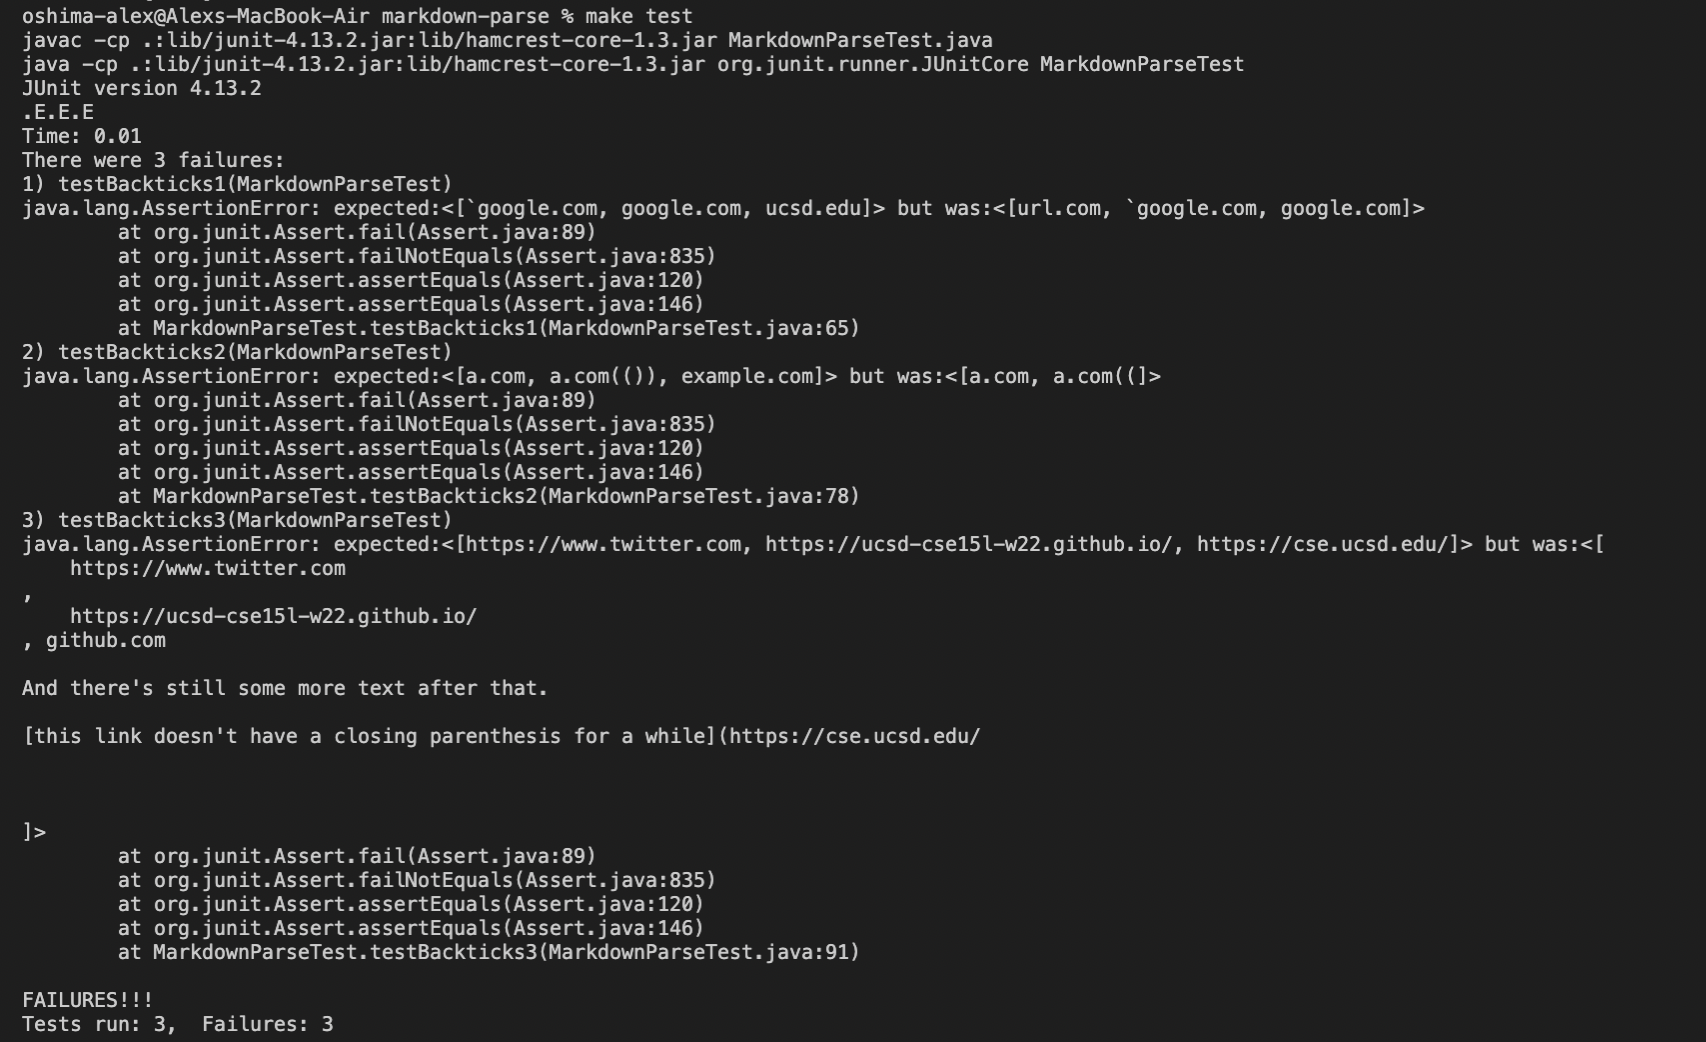 oshima-alex@Alexs-MacBook-Air markdown-parse % make test
javac -cp .:lib/junit-4.13.2.jar:lib/hamcrest-core-1.3.jar MarkdownParseTest.java
java -cp .:lib/junit-4.13.2.jar:lib/hamcrest-core-1.3.jar org.junit.runner.JUnitCore MarkdownParseTest
JUnit version 4.13.2
.E.E.E
Time: 0.01
There were 3 failures:
1) testBackticks1(MarkdownParseTest)
java.lang.AssertionError: expected:<[`google.com, google.com, ucsd.edu]> but was:<[url.com, `google.com, google.com]>
        at org.junit.Assert.fail(Assert.java:89)
        at org.junit.Assert.failNotEquals(Assert.java:835)
        at org.junit.Assert.assertEquals(Assert.java:120)
        at org.junit.Assert.assertEquals(Assert.java:146)
        at MarkdownParseTest.testBackticks1(MarkdownParseTest.java:65)
2) testBackticks2(MarkdownParseTest)
java.lang.AssertionError: expected:<[a.com, a.com(()), example.com]> but was:<[a.com, a.com((]>
        at org.junit.Assert.fail(Assert.java:89)
        at org.junit.Assert.failNotEquals(Assert.java:835)
        at org.junit.Assert.assertEquals(Assert.java:120)
        at org.junit.Assert.assertEquals(Assert.java:146)
        at MarkdownParseTest.testBackticks2(MarkdownParseTest.java:78)
3) testBackticks3(MarkdownParseTest)
java.lang.AssertionError: expected:<[https://www.twitter.com, https://ucsd-cse15l-w22.github.io/, https://cse.ucsd.edu/]> but was:<[
    https://www.twitter.com
,
    https://ucsd-cse15l-w22.github.io/
, github.com

And there's still some more text after that.

[this link doesn't have a closing parenthesis for a while](https://cse.ucsd.edu/



]>
        at org.junit.Assert.fail(Assert.java:89)
        at org.junit.Assert.failNotEquals(Assert.java:835)
        at org.junit.Assert.assertEquals(Assert.java:120)
        at org.junit.Assert.assertEquals(Assert.java:146)
        at MarkdownParseTest.testBackticks3(MarkdownParseTest.java:91)

FAILURES!!!
Tests run: 3,  Failures: 3